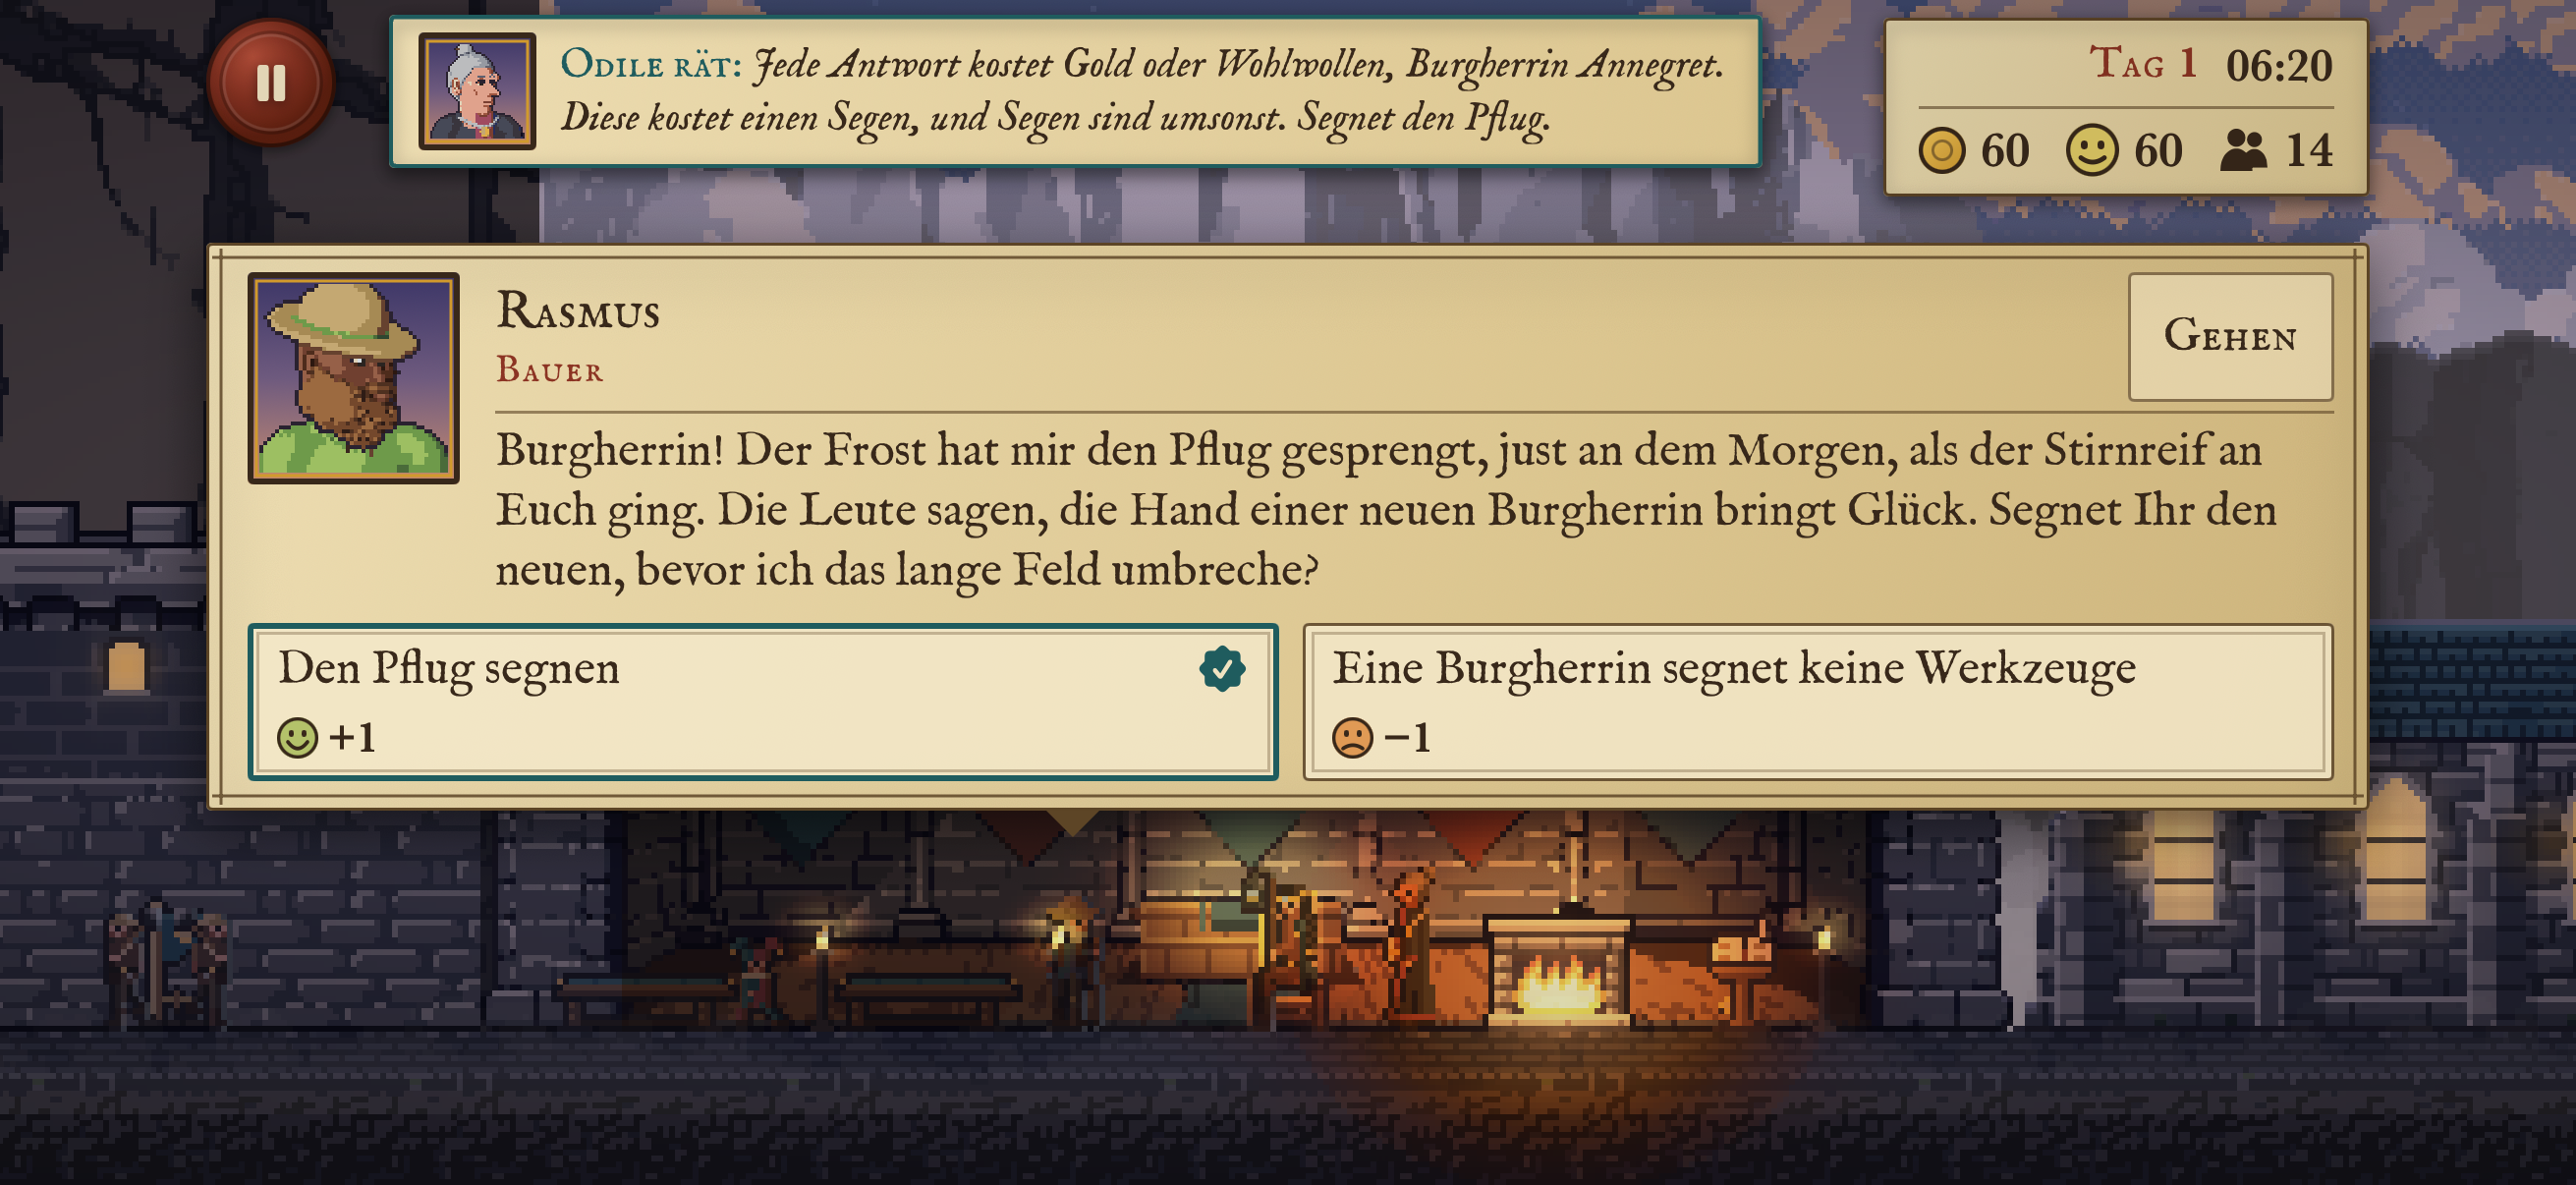 Odile rät: Jede Antwort kostet Gold oder Wohlwollen, Burgherrin Annegret.
Diese kostet einen Segen, und Segen sind umsonst. Segnet den Pflug.
Tag 1 06:20
60 60 14
Rasmus
Bauer
Gehen
Burgherrin! Der Frost hat mir den Pflug gesprengt, just an dem Morgen, als der Stirnreif an
Euch ging. Die Leute sagen, die Hand einer neuen Burgherrin bringt Glück. Segnet Ihr den
neuen, bevor ich das lange Feld umbreche?
Den Pflug segnen
+1
Eine Burgherrin segnet keine Werkzeuge
−1